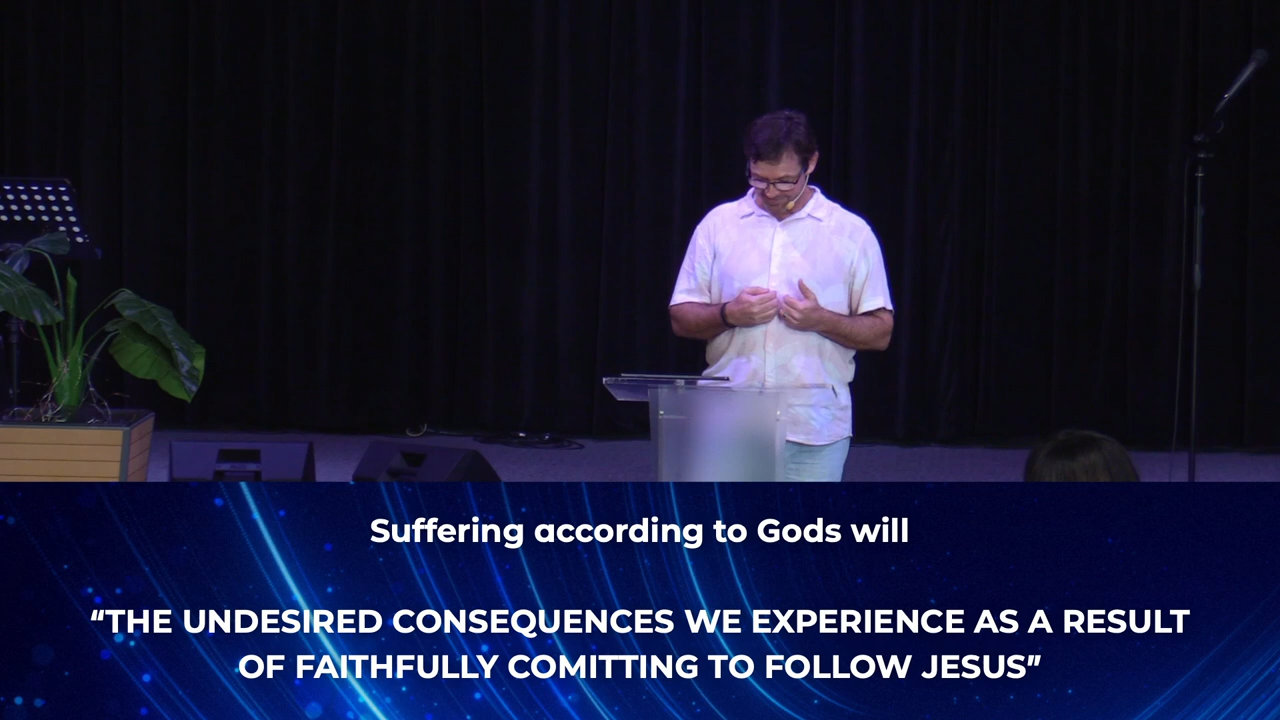 Suffering according to Gods will
“THE UNDESIRED CONSEQUENCES WE EXPERIENCE AS A RESULT
OF FAITHFULLY COMITTING TO FOLLOW JESUS”